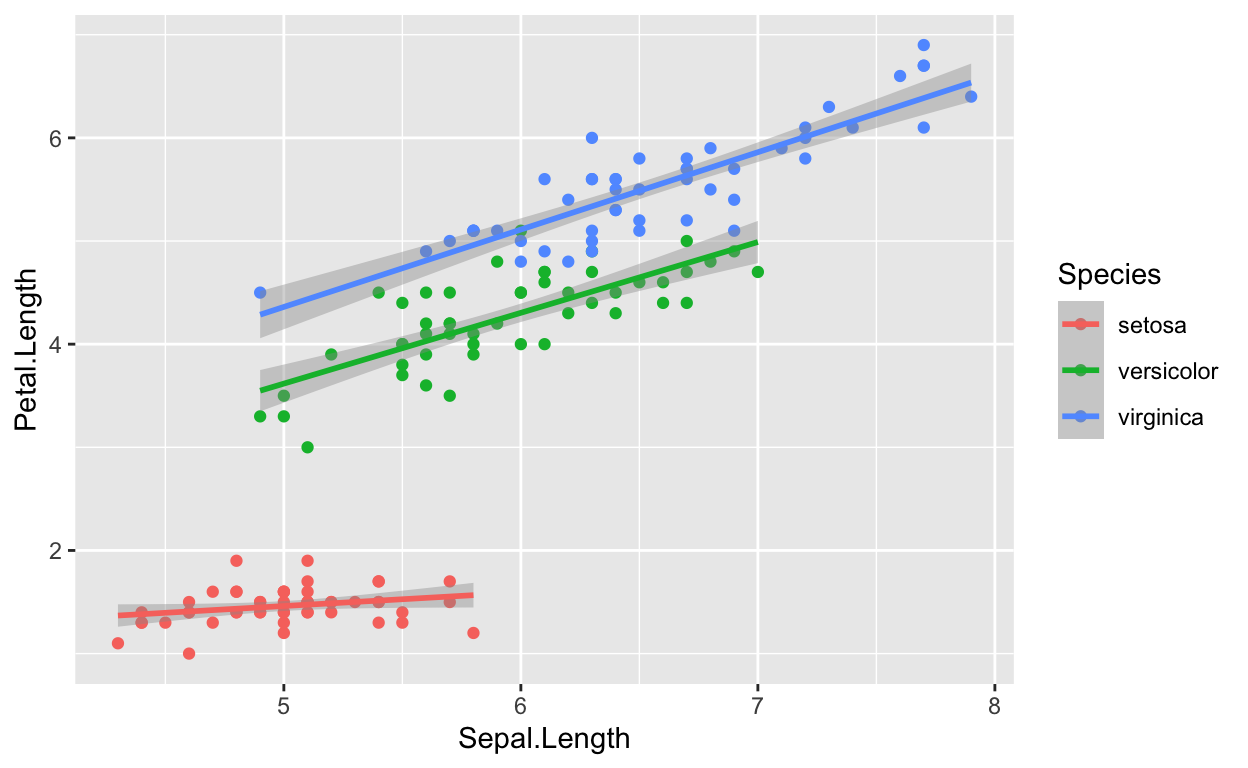 6
4
2
Petal.Length
5 6 7 8
Sepal.Length
Species
setosa
versicolor
virginica